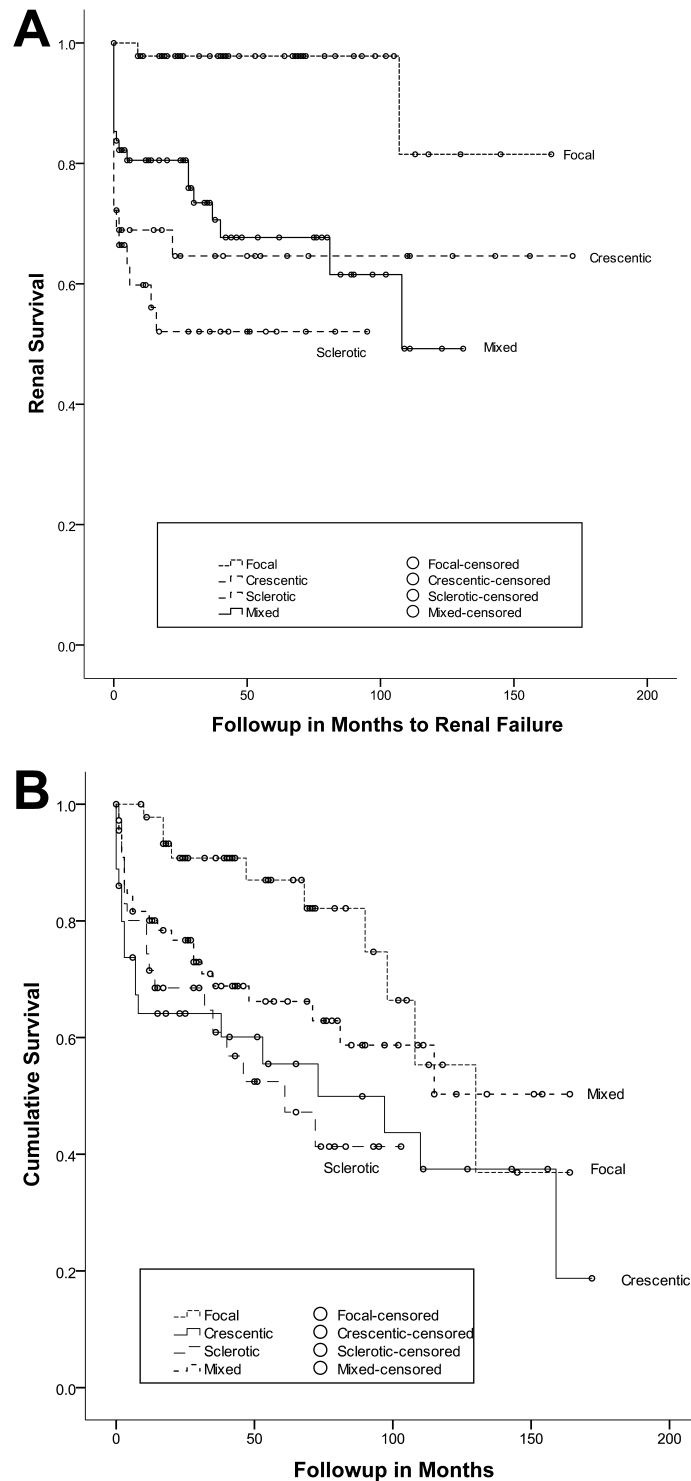 A
1.0
0.8
0.6
0.4
0.2
0.0
Renal Survival
Focal
Crescentic
Mixed
Sclerotic
Focal Focal-censored
Crescentic Crescentic-censored
Sclerotic Sclerotic-censored
Mixed Mixed-censored
0 50 100 150 200
Followup in Months to Renal Failure
B
1.0
0.8
0.6
0.4
0.2
0.0
Cumulative Survival
Mixed
Focal
Sclerotic
Crescentic
Focal Focal-censored
Crescentic Crescentic-censored
Sclerotic Sclerotic-censored
Mixed Mixed-censored
0 50 100 150 200
Followup in Months